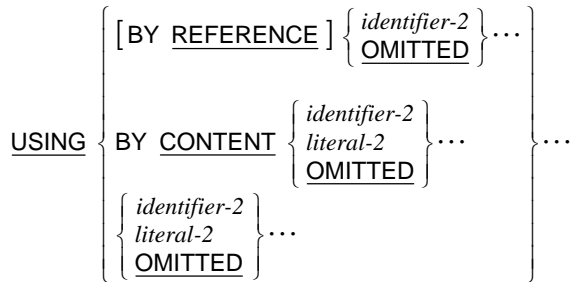 [ BY REFERENCE ] { identifier-2
OMITTED } ...
USING { BY CONTENT { identifier-2
literal-2
OMITTED } ... } ...
{ identifier-2
literal-2
OMITTED } ...